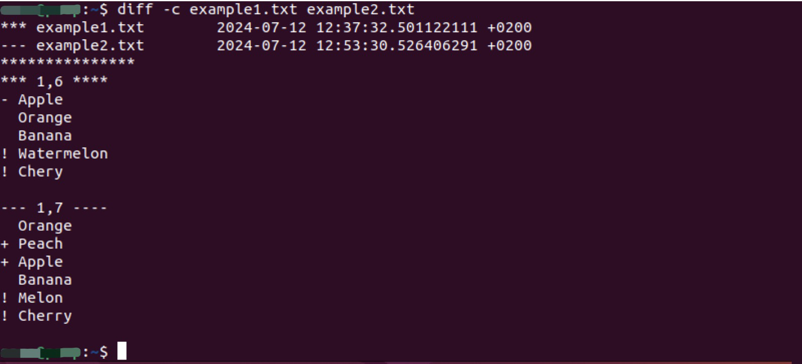 :~$ diff -c example1.txt example2.txt
*** example1.txt 2024-07-12 12:37:32.501122111 +0200
--- example2.txt 2024-07-12 12:53:30.526406291 +0200
***************
*** 1,6 ****
- Apple
  Orange
  Banana
! Watermelon
! Chery

--- 1,7 ----
  Orange
+ Peach
+ Apple
  Banana
! Melon
! Cherry

:~$